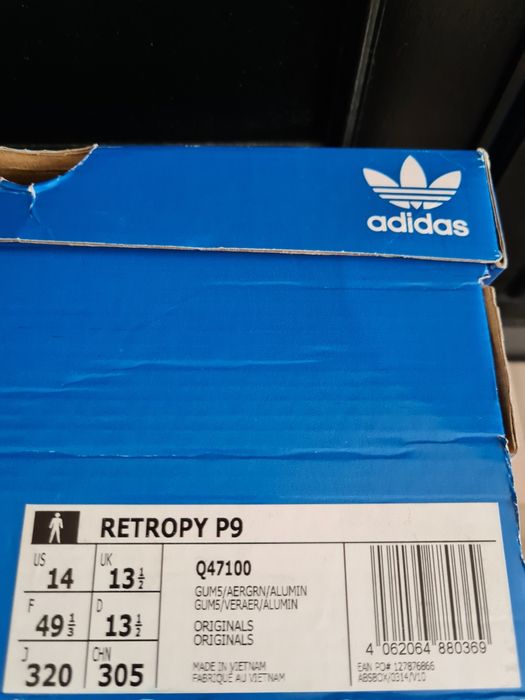 adidas
RETROPY P9
US 14
UK 13½
F 49⅓
D 13½
J 320
CHN 305
Q47100
GUM5/AERGRN/ALUMIN
GUM5/VERAER/ALUMIN
ORIGINALS
ORIGINALS
MADE IN VIETNAM
FABRIQUÉ AU VIETNAM
4 062064 880369
EAN PO# 127876866
ABSBOX/0314/V10